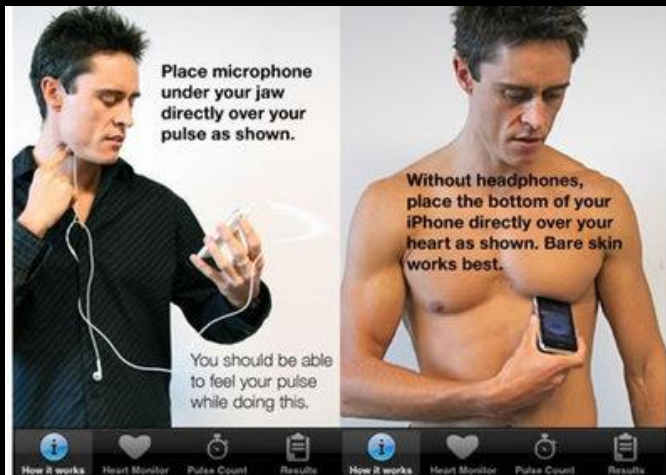 Place microphone
under your jaw
directly over your
pulse as shown.
You should be able
to feel your pulse
while doing this.
How it works Heart Monitor Pulse Count Results
Without headphones,
place the bottom of your
iPhone directly over your
heart as shown. Bare skin
works best.
How it works Heart Monitor Pulse Count Results